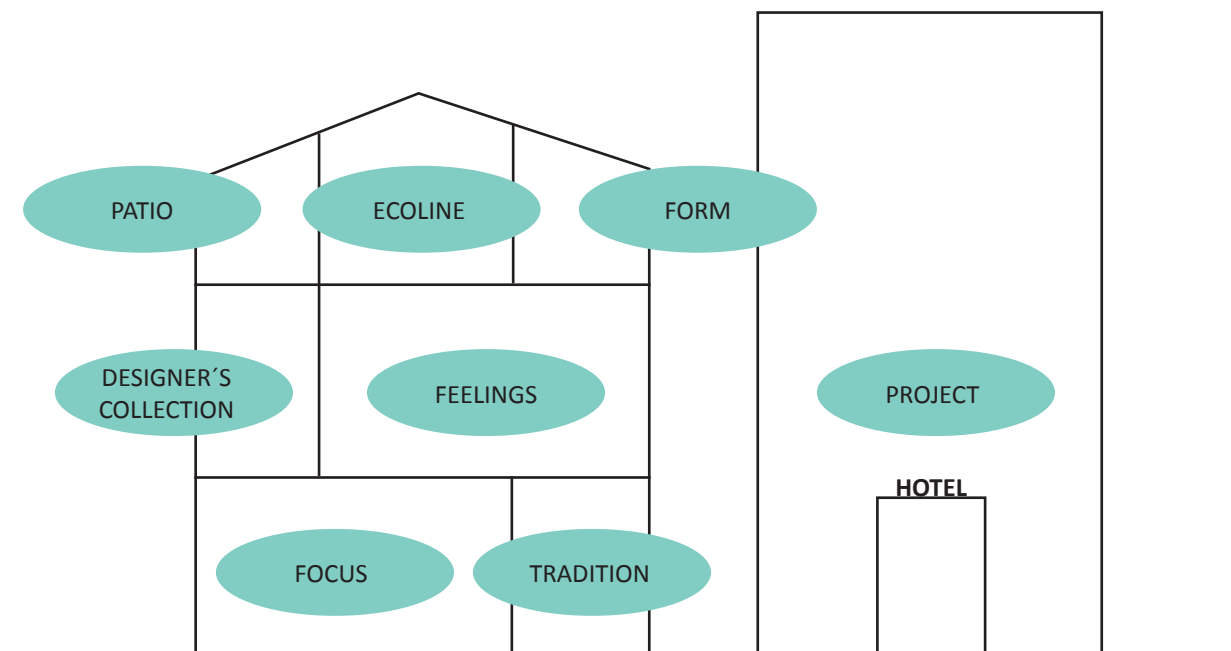 PATIO
ECOLINE
FORM
DESIGNER´S
COLLECTION
FEELINGS
PROJECT
HOTEL
FOCUS
TRADITION